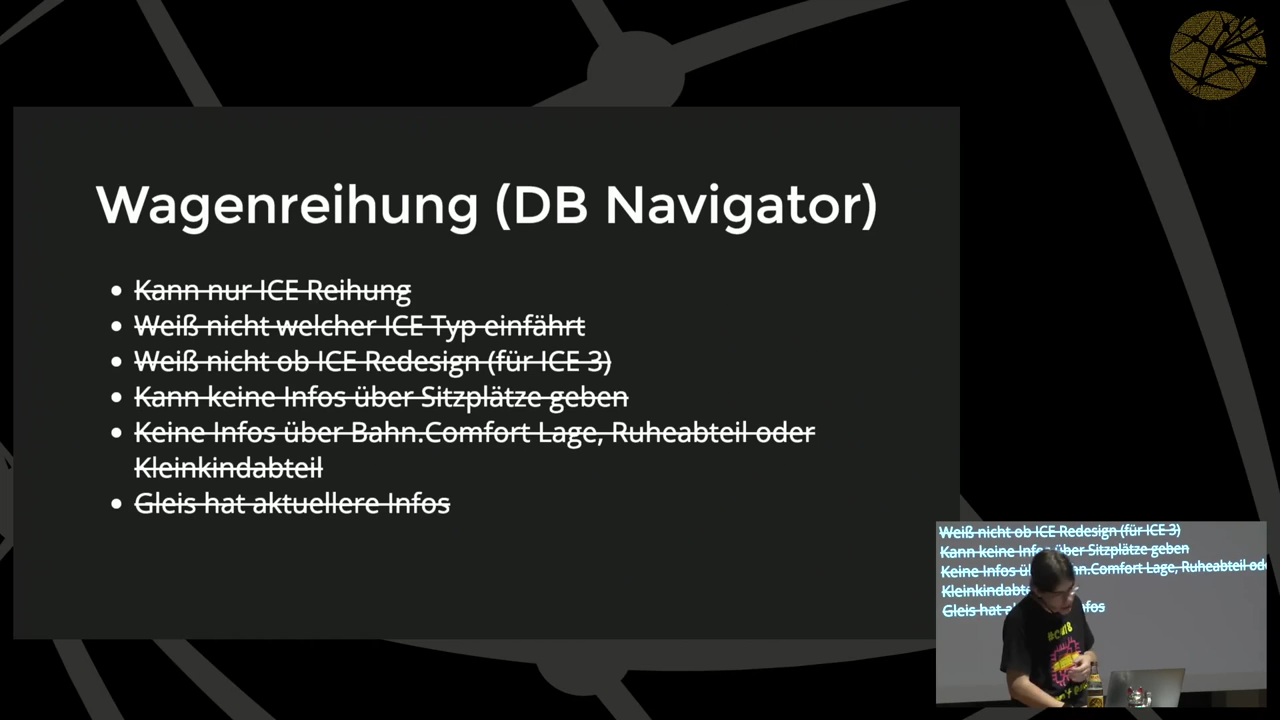 Wagenreihung (DB Navigator)
Kann nur ICE Reihung
Weiß nicht welcher ICE Typ einfährt
Weiß nicht ob ICE Redesign (für ICE 3)
Kann keine Infos über Sitzplätze geben
Keine Infos über Bahn.Comfort Lage, Ruheabteil oder
Kleinkindabteil
Gleis hat aktuellere Infos
Weiß nicht ob ICE Redesign (für ICE 3)
Kann keine Infos über Sitzplätze geben
Keine Infos Comfort Lage, Ruheabteil
Gleis hat